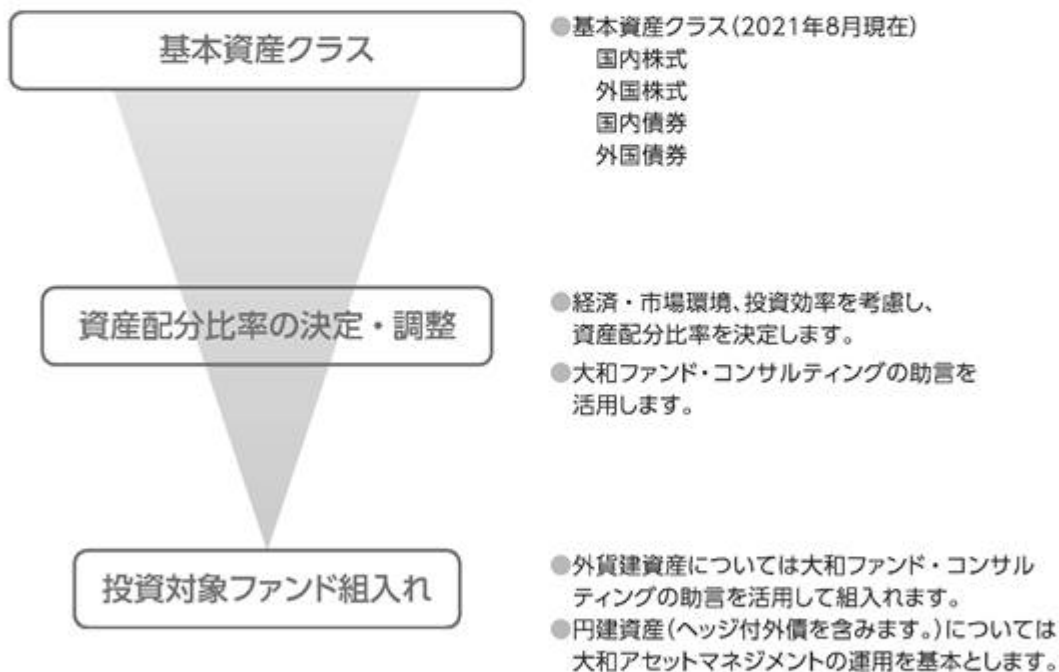 基本資産クラス
●基本資産クラス(2021年8月現在)
国内株式
外国株式
国内債券
外国債券
資産配分比率の決定・調整
●経済・市場環境、投資効率を考慮し、
資産配分比率を決定します。
●大和ファンド・コンサルティングの助言を
活用します。
投資対象ファンド組入れ
●外貨建資産については大和ファンド・コンサル
ティングの助言を活用して組入れます。
●円建資産(ヘッジ付外債を含みます。)については
大和アセットマネジメントの運用を基本とします。